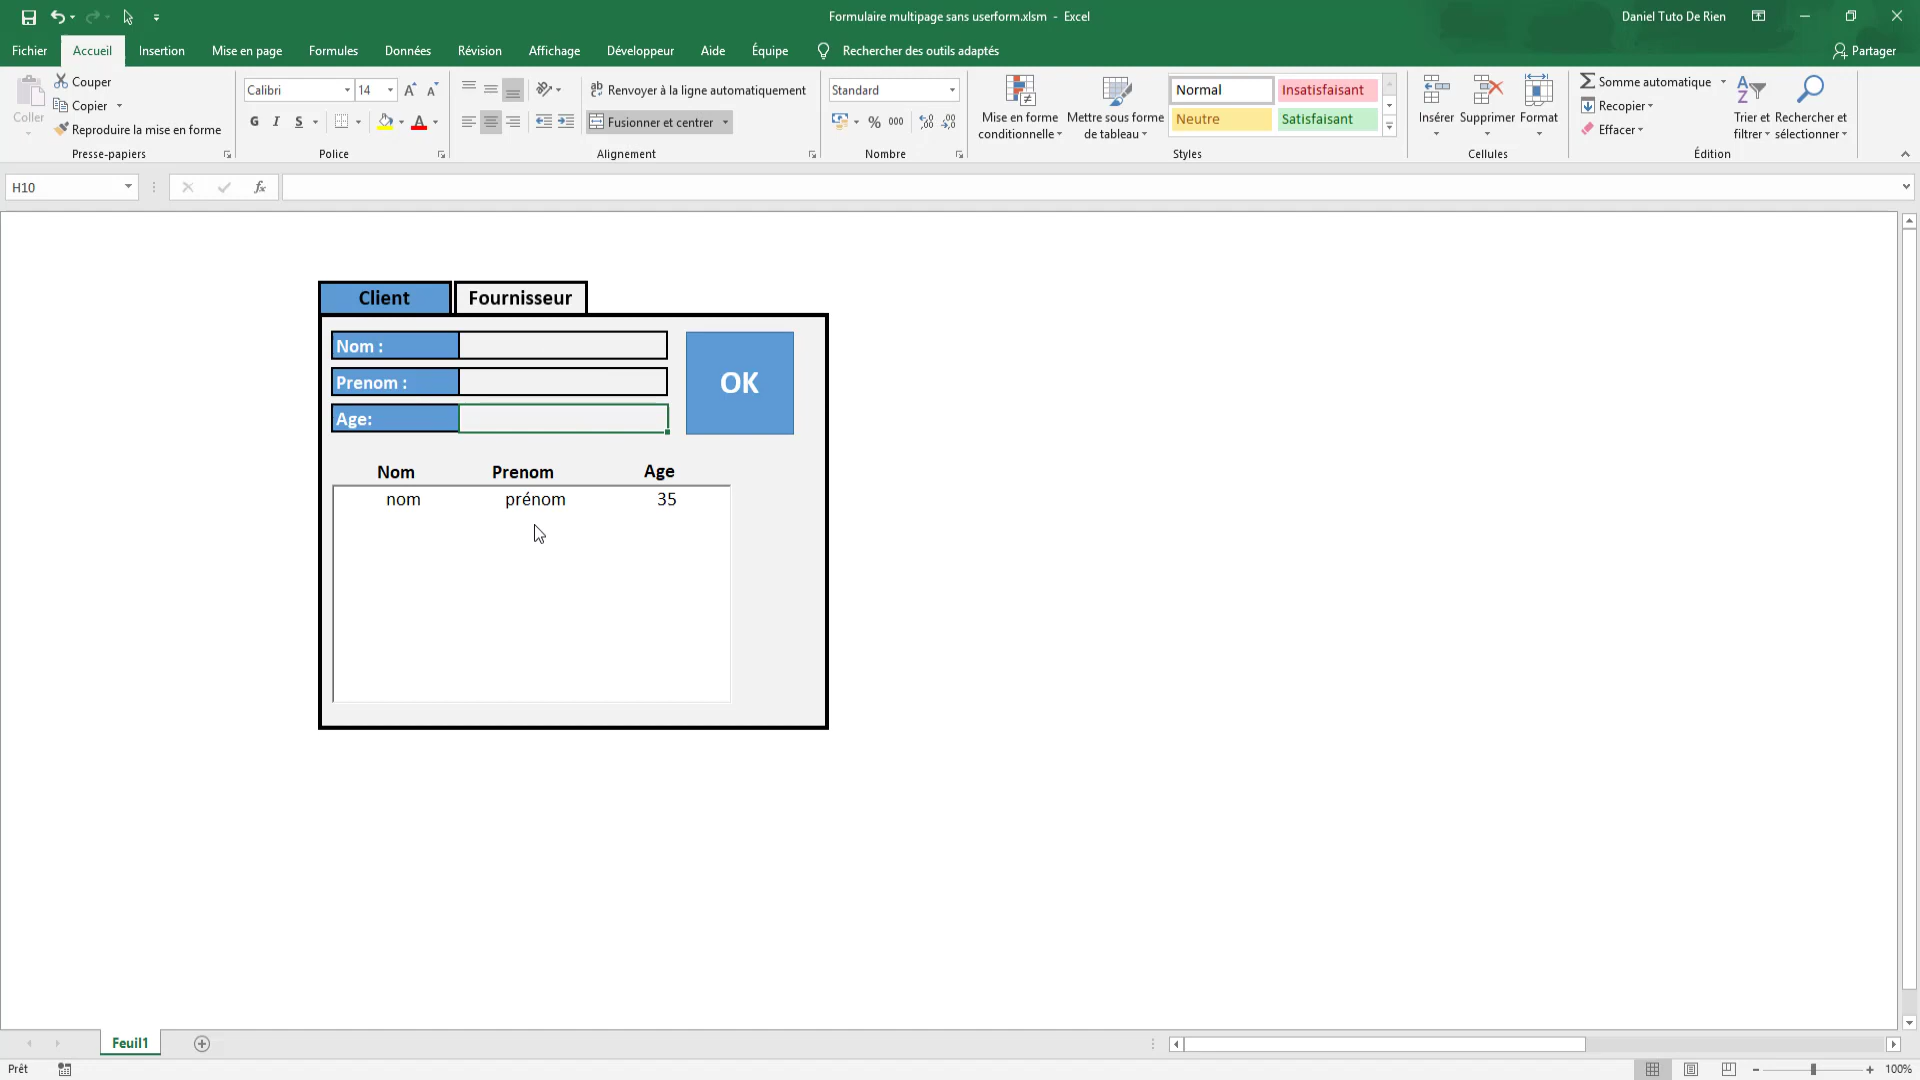 Formulaire multipage sans userform.xlsm - Excel
Daniel Tuto De Rien
Fichier Accueil Insertion Mise en page Formules Données Révision Affichage Développeur Aide Équipe Rechercher des outils adaptés Partager
Coller
Couper
Copier
Reproduire la mise en forme
Presse-papiers
Calibri 14
G I S A
Police
Renvoyer à la ligne automatiquement
Fusionner et centrer
Alignement
Standard
% 000
Nombre
Mise en forme conditionnelle
Mettre sous forme de tableau
Normal Insatisfaisant
Neutre Satisfaisant
Styles
Insérer Supprimer Format
Cellules
Somme automatique
Recopier
Effacer
Trier et filtrer
Rechercher et sélectionner
Édition
H10 fx
Client Fournisseur
Nom :
Prenom :
Age:
OK
Nom Prenom Age
nom prénom 35
Feuil1
Prêt 100%